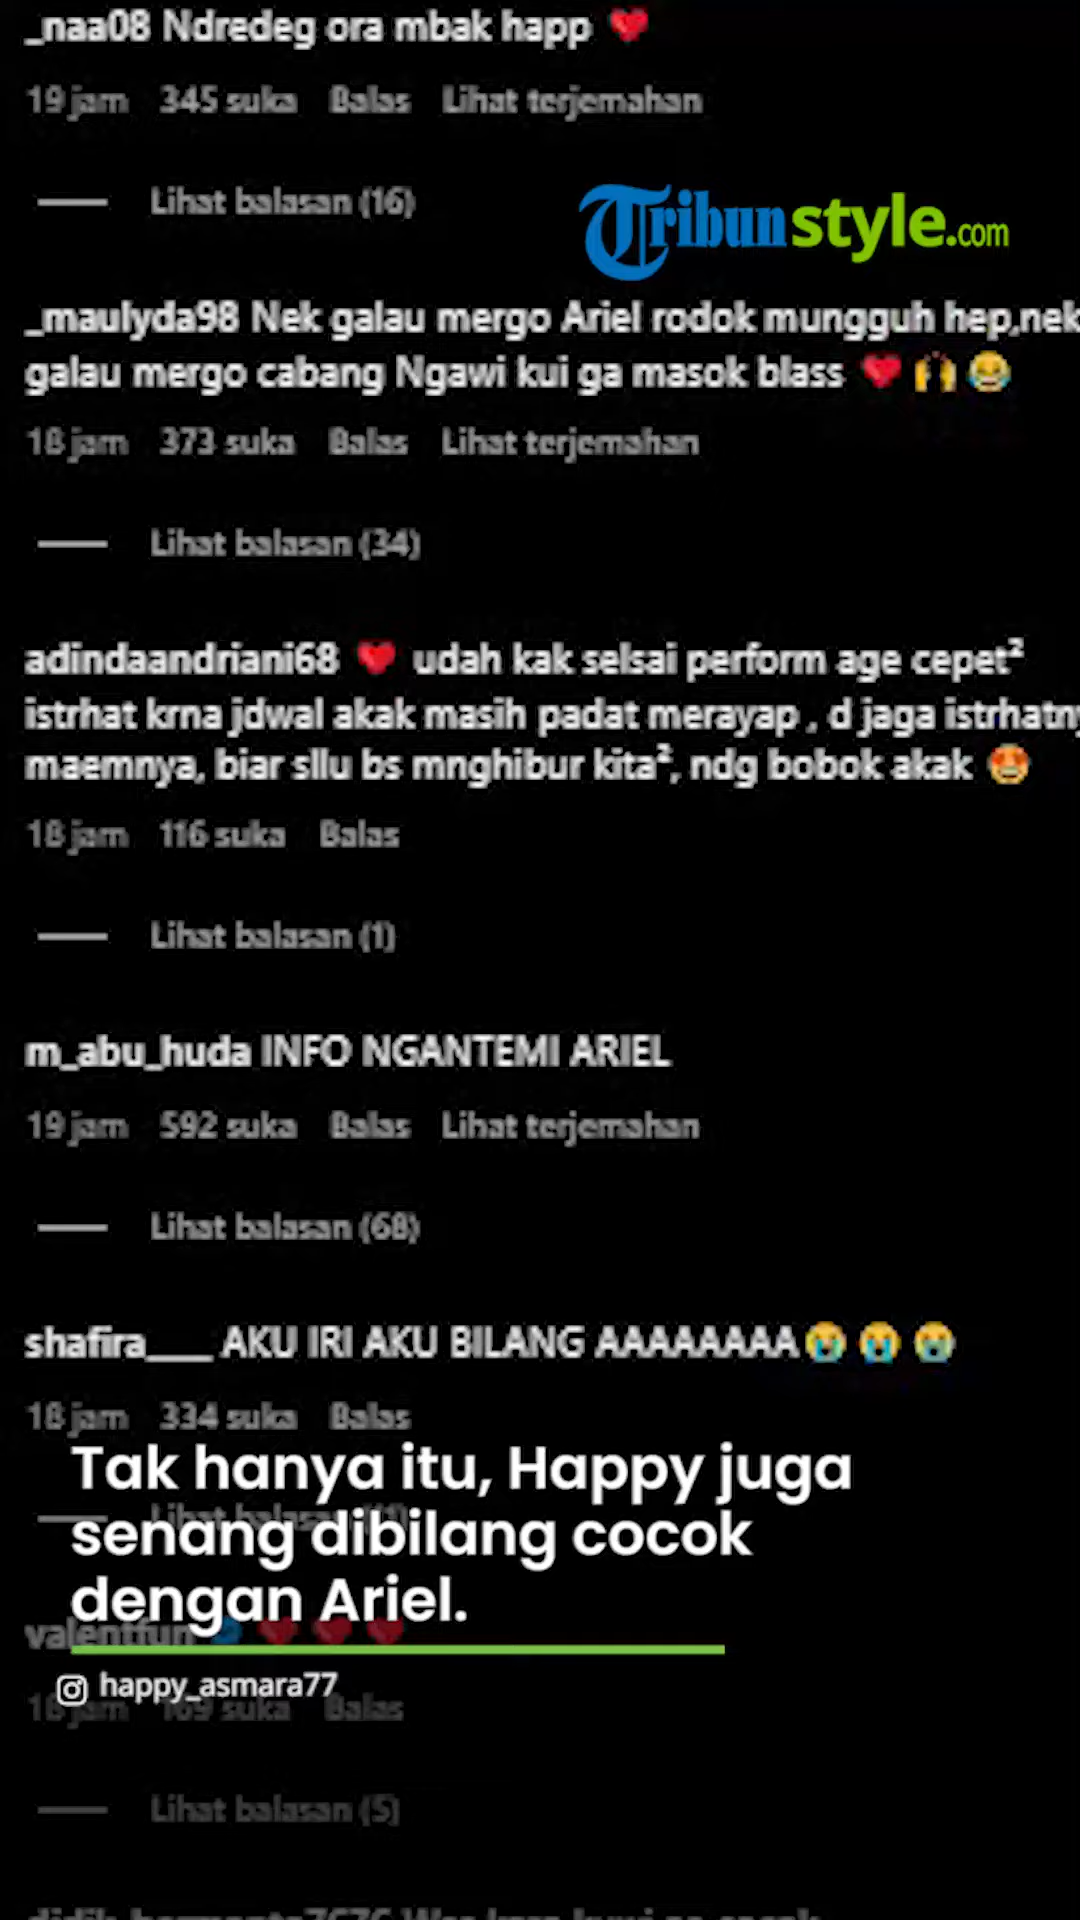 _naa08 Ndredeg ora mbak happ ❤️
19 jam 345 suka Balas Lihat terjemahan
Lihat balasan (16)
Tribunstyle.com
_maulyda98 Nek galau mergo Ariel rodok mungguh hep,nek
galau mergo cabang Ngawi kui ga masok blass ❤️ 🙌 😂
18 jam 373 suka Balas Lihat terjemahan
Lihat balasan (34)
adindaandriani68 ❤️ udah kak selsai perform age cepet²
istrhat krna jdwal akak masih padat merayap , d jaga istrhatny
maemnya, biar sllu bs mnghibur kita², ndg bobok akak 😍
18 jam 116 suka Balas
Lihat balasan (1)
m_abu_huda INFO NGANTEMI ARIEL
19 jam 592 suka Balas Lihat terjemahan
Lihat balasan (68)
shafira___ AKU IRI AKU BILANG AAAAAAAA😭 😭 😭
18 jam 334 suka Balas
Lihat balasan
Tak hanya itu, Happy juga
senang dibilang cocok
dengan Ariel.
❤️ ❤️ ❤️
happy_asmara77
18 jam 169 suka Balas
Lihat balasan (5)